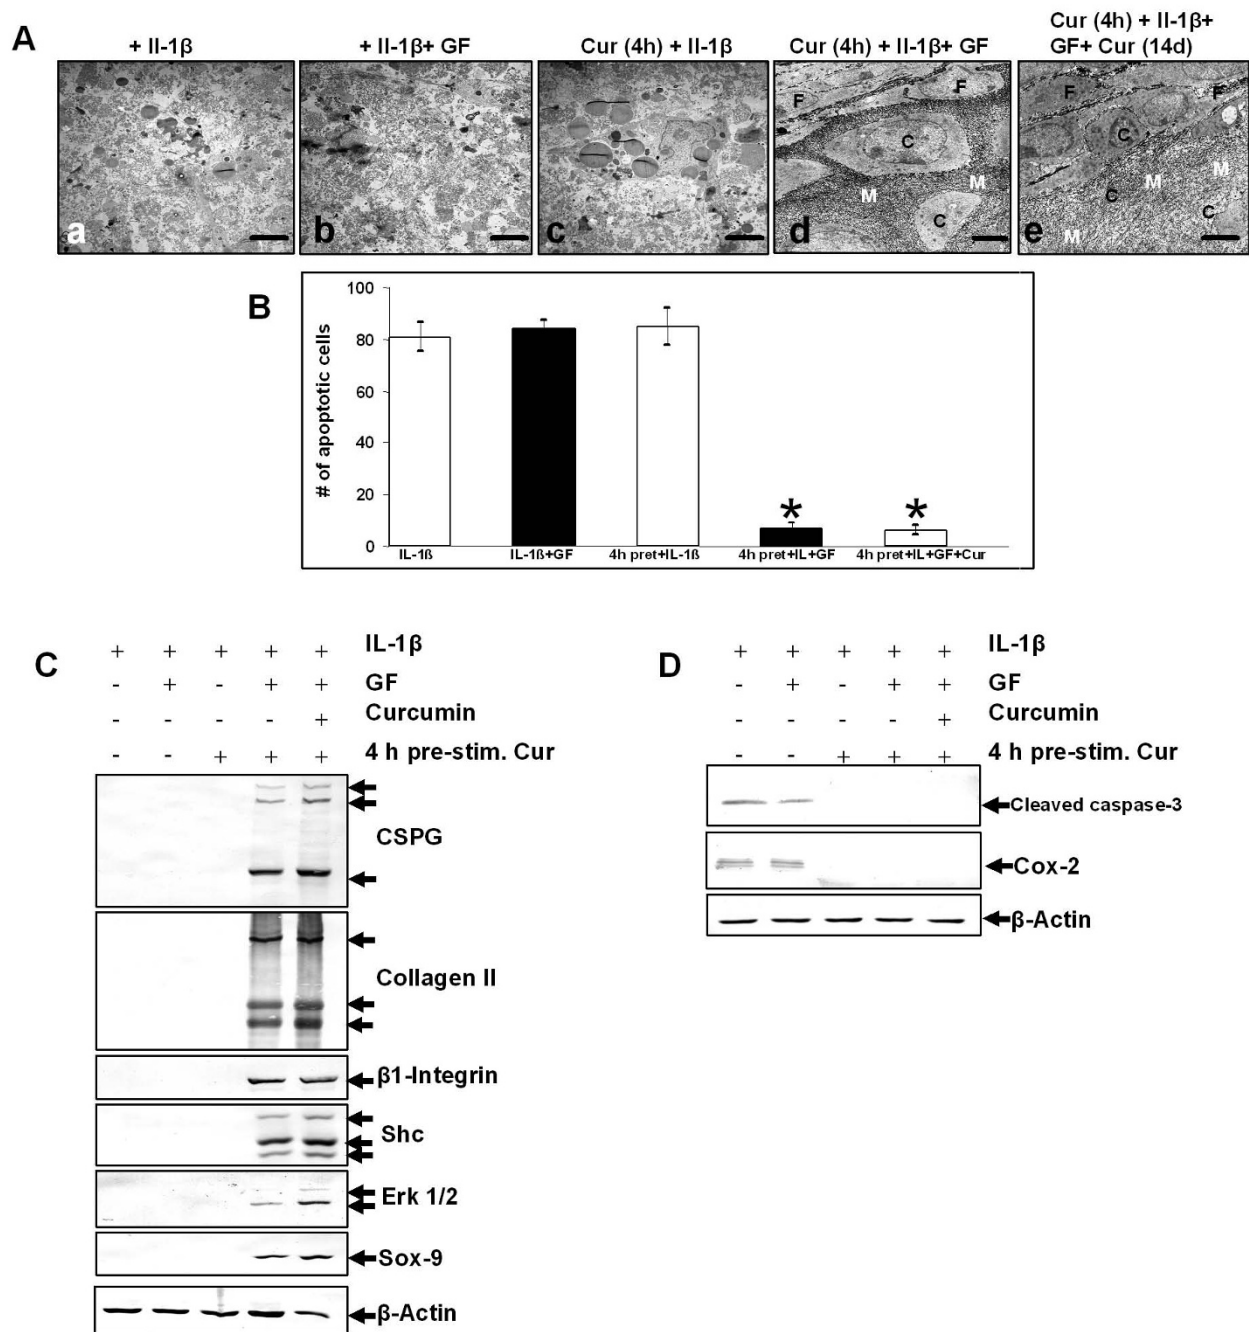 A
+ Il-1β
+ Il-1β+ GF
Cur (4h) + Il-1β
Cur (4h) + Il-1β+ GF
Cur (4h) + Il-1β+
GF+ Cur (14d)
a
b
c
F
F
C
M
M
C
d
F
F
C
C
M
M
C
M
e
B
# of apoptotic cells
100
80
60
40
20
0
*
*
IL-1ß
IL-1ß+GF
4h pret+IL-1ß
4h pret+IL+GF
4h pret+IL+GF+Cur
C
+ + + + + IL-1β
- + - + + GF
- - - - + Curcumin
- - + + + 4 h pre-stim. Cur
CSPG
Collagen II
β1-Integrin
Shc
Erk 1/2
Sox-9
β-Actin
D
+ + + + + IL-1β
- + - + + GF
- - - - + Curcumin
- - + + + 4 h pre-stim. Cur
Cleaved caspase-3
Cox-2
β-Actin